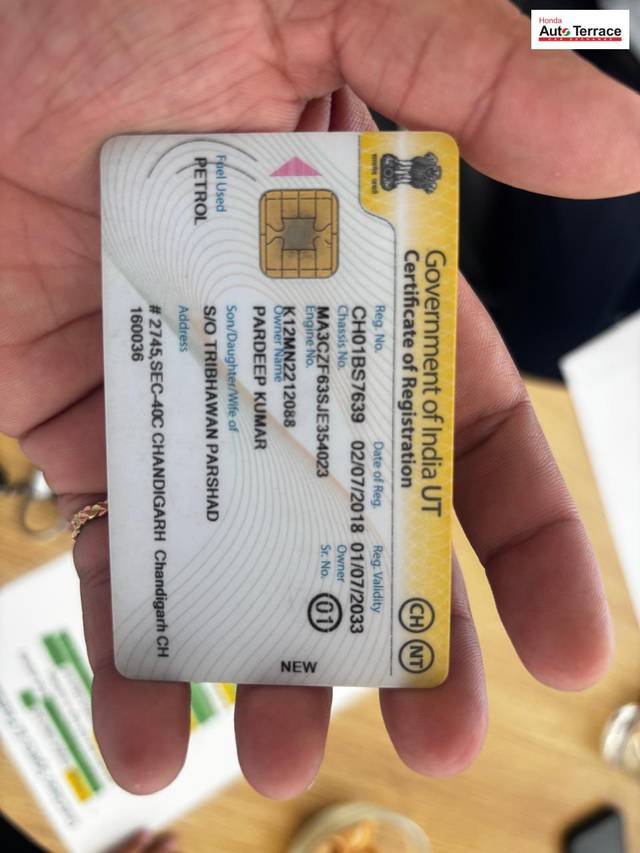 Honda
Auto Terrace
Government of India UT
Certificate of Registration
CH NT
Reg. No. Date of Reg. Reg. Validity
CH01BS7639 02/07/2018 01/07/2033
Chassis No. Owner
Sr. No.
MA3CZF63SJE354023 01
Engine No.
K12MN2212088
Owner Name
PARDEEP KUMAR
NEW
Son/Daughter/Wife of
S/O TRIBHAWAN PARSHAD
Fuel Used
PETROL
Address
# 2745,SEC-40C CHANDIGARH Chandigarh CH
160036